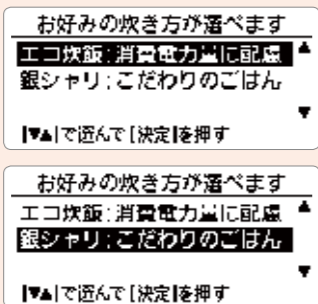 お好みの炊き方が選べます
エコ炊飯:消費電力量に配慮 ▲
銀シャリ:こだわりのごはん
▼
[▼▲]で選んで[決定]を押す
お好みの炊き方が選べます
エコ炊飯:消費電力量に配慮 ▲
銀シャリ:こだわりのごはん
▼
[▼▲]で選んで[決定]を押す